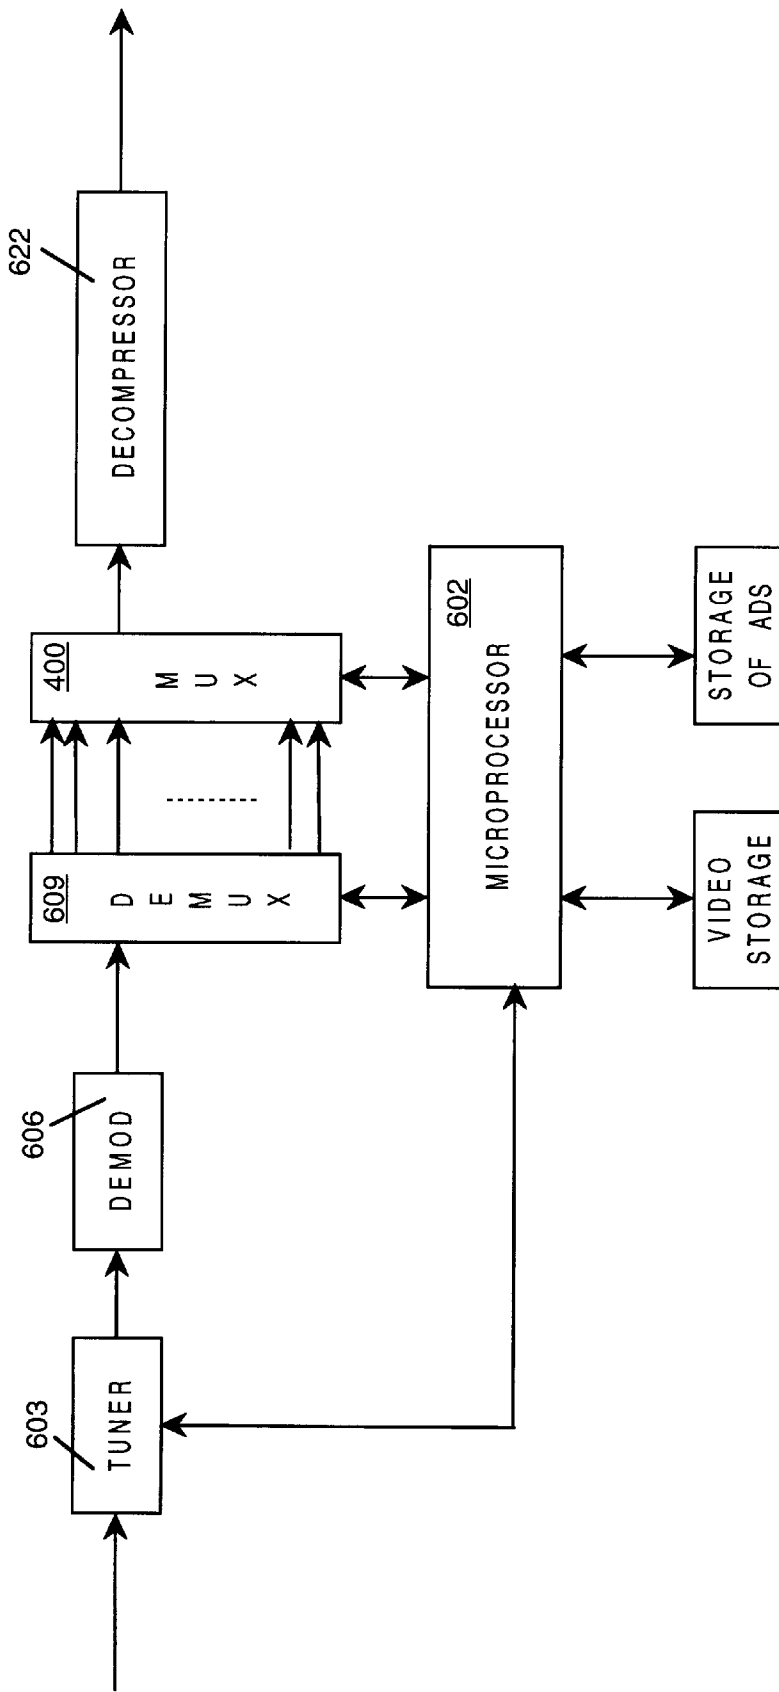 603
TUNER
606
DEMOD
609
DEMUX
400
MUX
622
DECOMPRESSOR
602
MICROPROCESSOR
VIDEO
STORAGE
STORAGE
OF ADS